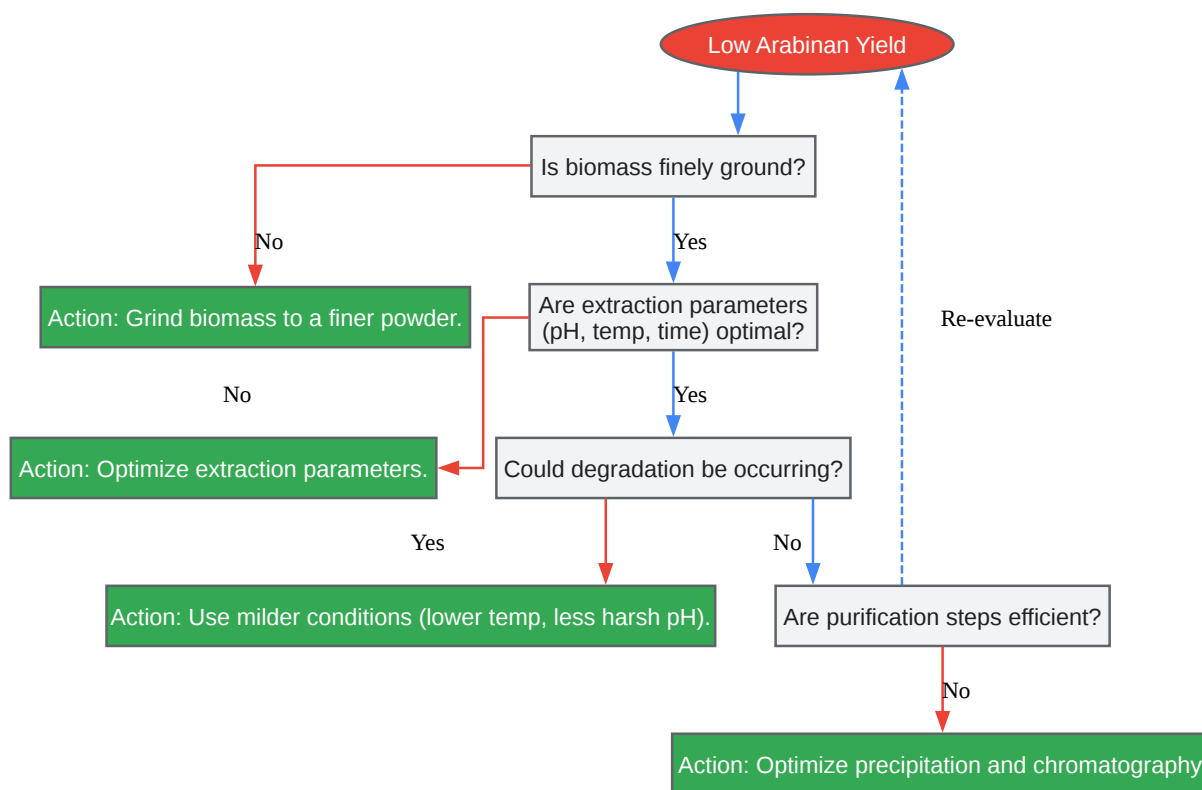 Low Arabinan Yield
Is biomass finely ground?
No
Yes
Action: Grind biomass to a finer powder.
Are extraction parameters
(pH, temp, time) optimal?
Re-evaluate
No
Yes
Action: Optimize extraction parameters.
Could degradation be occurring?
Yes
No
Action: Use milder conditions (lower temp, less harsh pH).
Are purification steps efficient?
No
Action: Optimize precipitation and chromatography